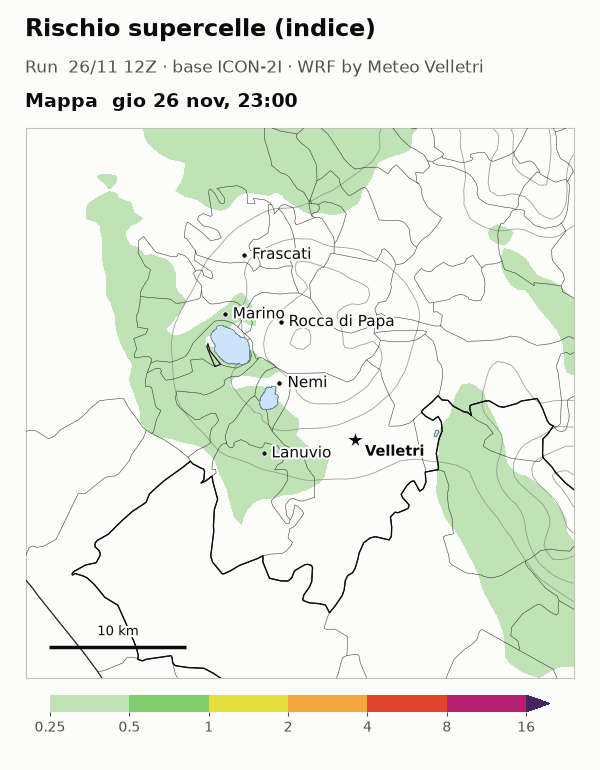 Rischio supercelle (indice)
Run 26/11 12Z · base ICON-2I · WRF by Meteo Velletri
Mappa gio 26 nov, 23:00
Frascati
Marino
Rocca di Papa
Nemi
Velletri
Lanuvio
10 km
0.25 0.5 1 2 4 8 16